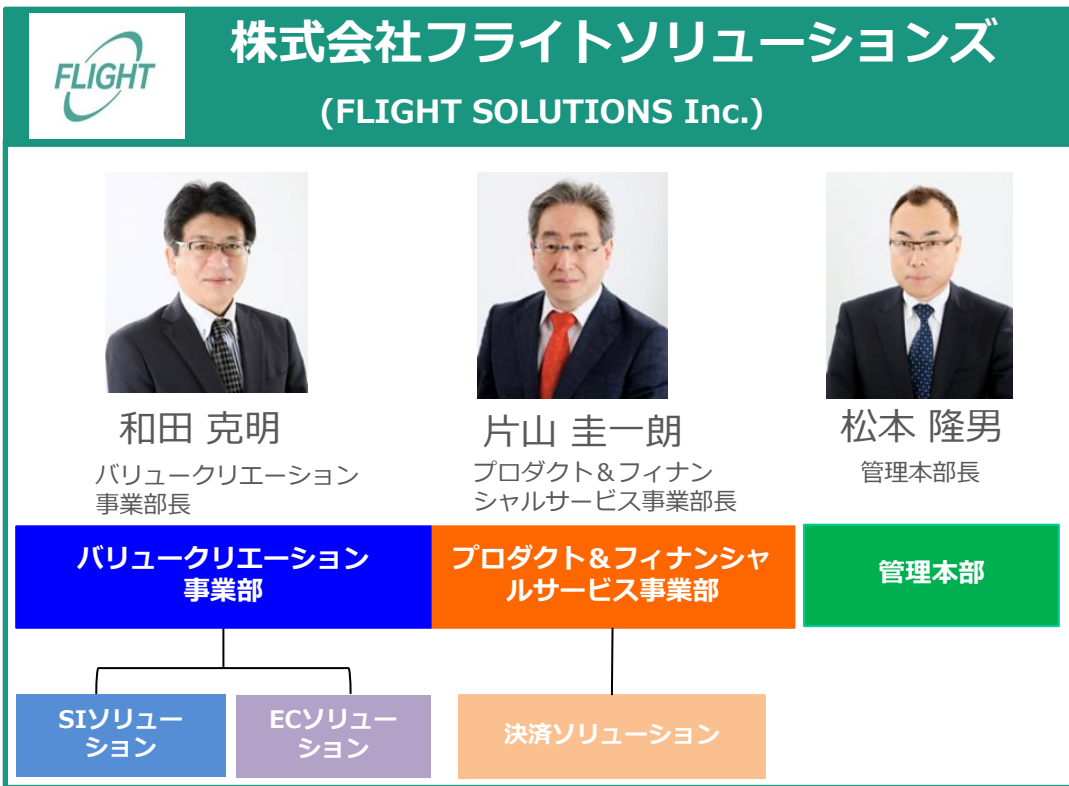 FLIGHT
株式会社フライトソリューションズ
(FLIGHT SOLUTIONS Inc.)
和田 克明
バリュークリエーション
事業部長
片山 圭一朗
プロダクト＆フィナン
シャルサービス事業部長
松本 隆男
管理本部長
バリュークリエーション
事業部
プロダクト＆フィナンシャ
ルサービス事業部
管理本部
SIソリュー
ション
ECソリュー
ション
決済ソリューション